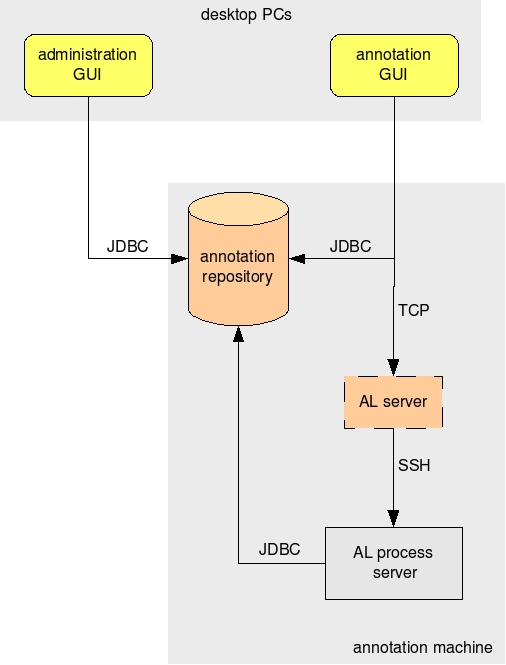 desktop PCs
administration
GUI
annotation
GUI
JDBC
annotation
repository
JDBC
TCP
AL server
SSH
JDBC
AL process
server
annotation machine